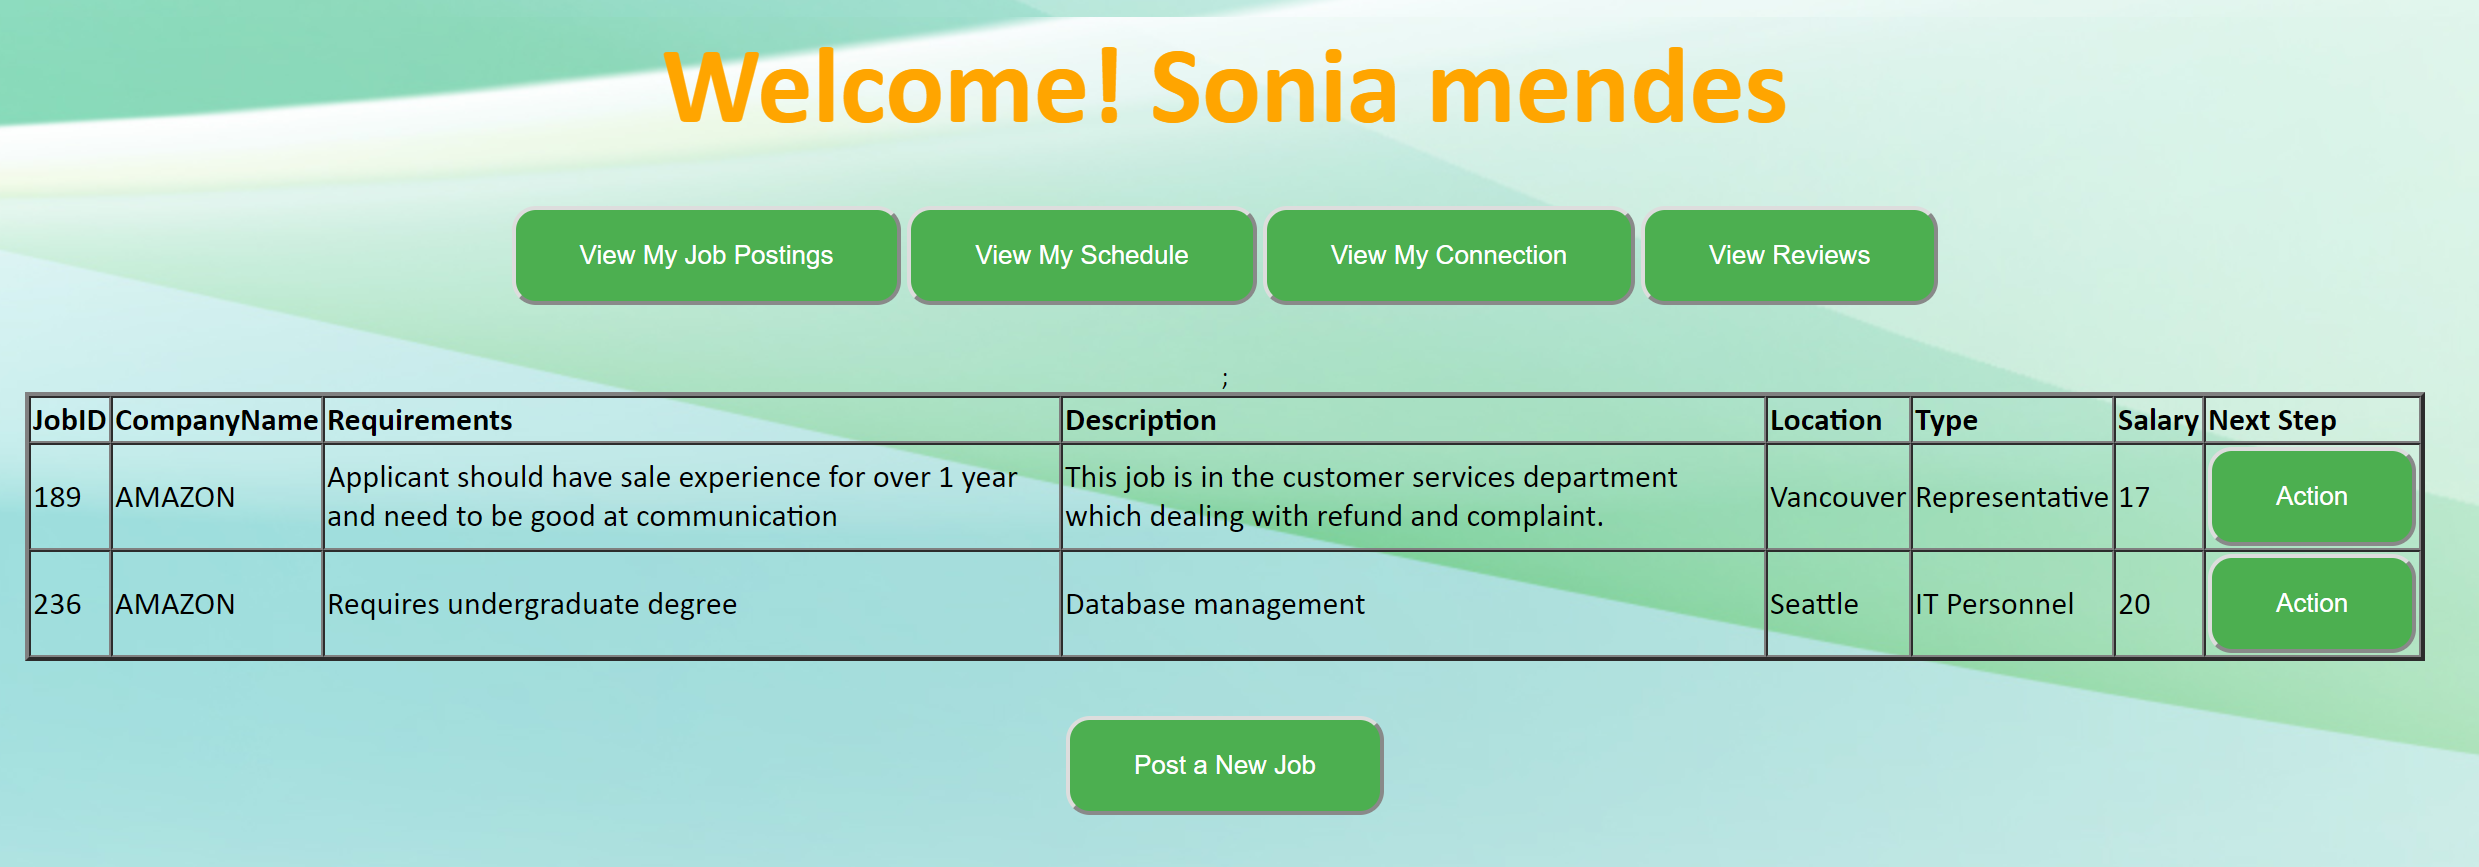 Welcome! Sonia mendes
View My Job Postings View My Schedule View My Connection View Reviews
;
JobID CompanyName Requirements Description Location Type Salary Next Step
189 AMAZON Applicant should have sale experience for over 1 year and need to be good at communication This job is in the customer services department which dealing with refund and complaint. Vancouver Representative 17 Action
236 AMAZON Requires undergraduate degree Database management Seattle IT Personnel 20 Action
Post a New Job